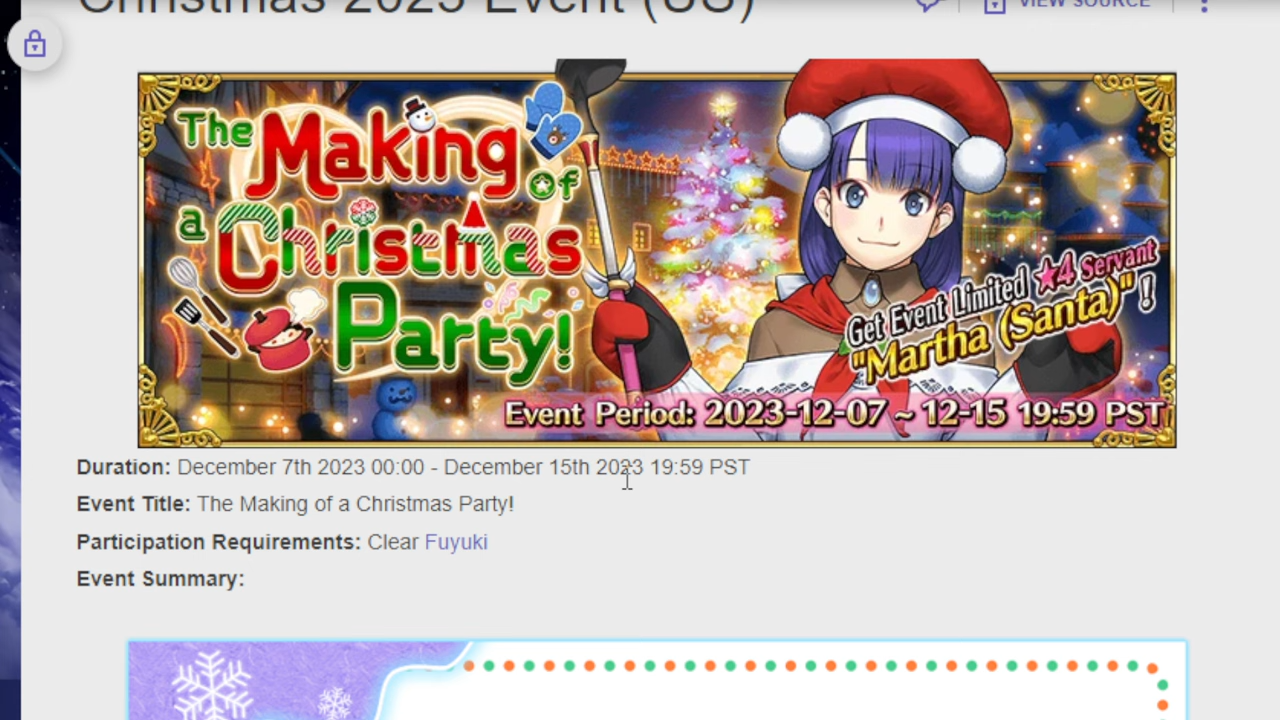 Christmas 2023 Event (US)
VIEW SOURCE
The Making of
a Christmas
Party!
Get Event Limited ★4 Servant
"Martha (Santa)"!
Event Period: 2023-12-07 ~ 12-15 19:59 PST
Duration: December 7th 2023 00:00 - December 15th 2023 19:59 PST
Event Title: The Making of a Christmas Party!
Participation Requirements: Clear Fuyuki
Event Summary: